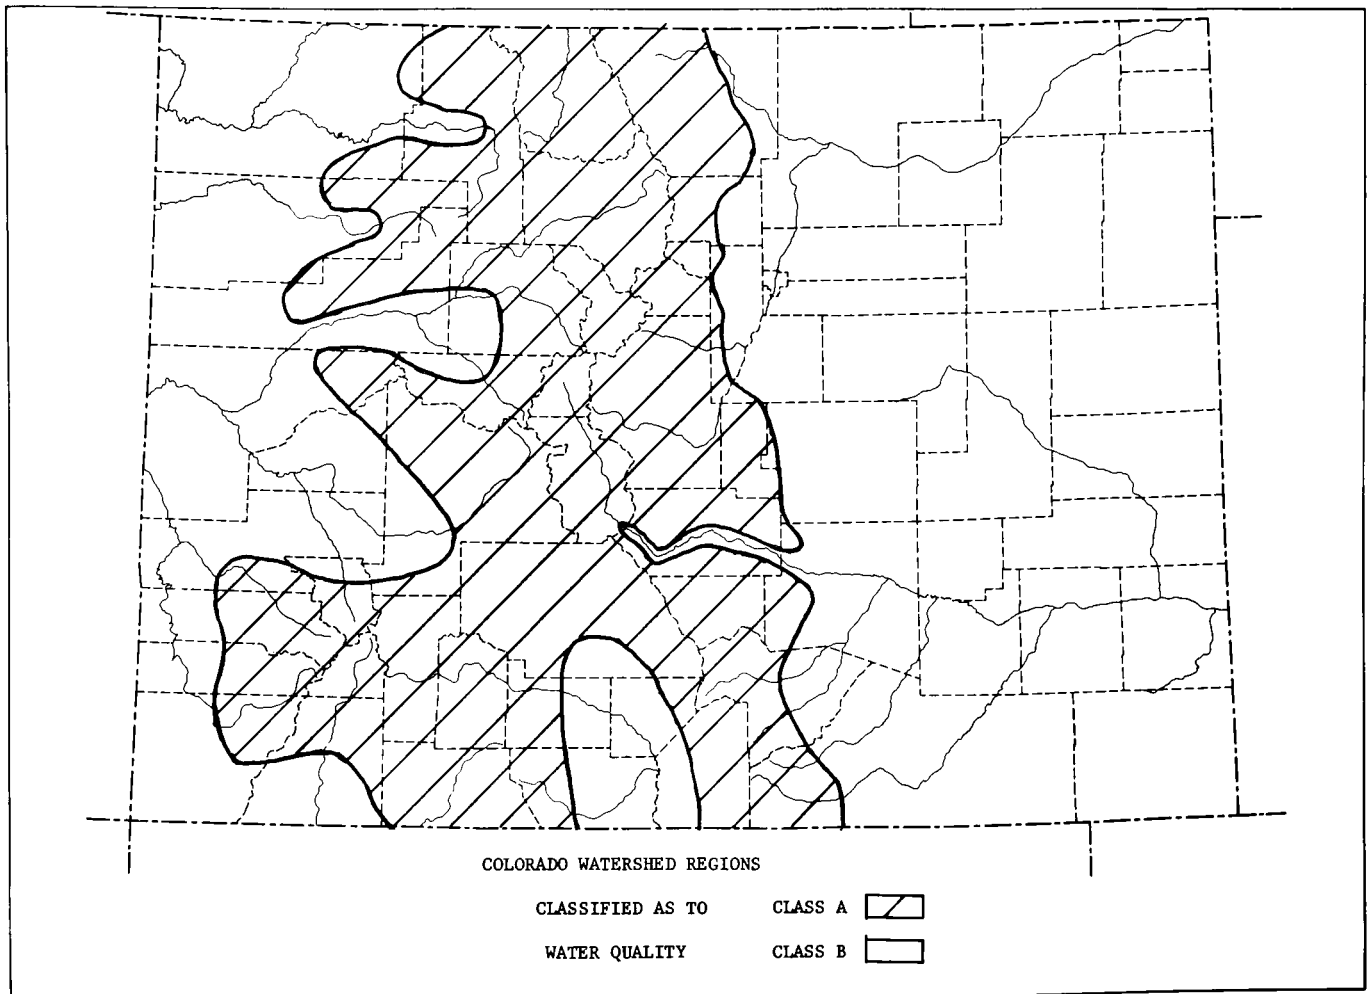 COLORADO WATERSHED REGIONS
CLASSIFIED AS TO CLASS A
WATER QUALITY CLASS B